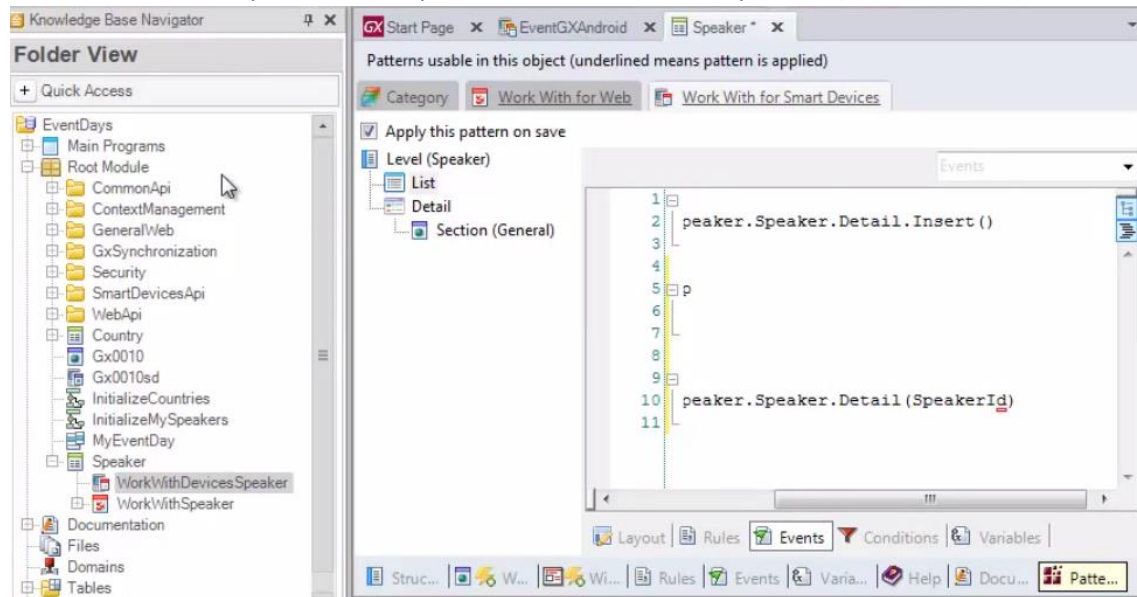 Knowledge Base Navigator
Folder View
+ Quick Access
EventDays
Main Programs
Root Module
CommonApi
ContextManagement
GeneralWeb
GxSynchronization
Security
SmartDevicesApi
WebApi
Country
Gx0010
Gx0010sd
InitializeCountries
InitializeMySpeakers
MyEventDay
Speaker
WorkWithDevicesSpeaker
WorkWithSpeaker
Documentation
Files
Domains
Tables
GX Start Page x EventGXAndroid x Speaker * x
Patterns usable in this object (underlined means pattern is applied)
Category Work With for Web Work With for Smart Devices
Apply this pattern on save
Level (Speaker)
List
Detail
Section (General)
Events
1
2 peaker.Speaker.Detail.Insert()
3
4
5 p
6
7
8
9
10 peaker.Speaker.Detail(SpeakerId)
11
Layout Rules Events Conditions Variables
Struc... W... Wi... Rules Events Varia... Help Docu... Patte...